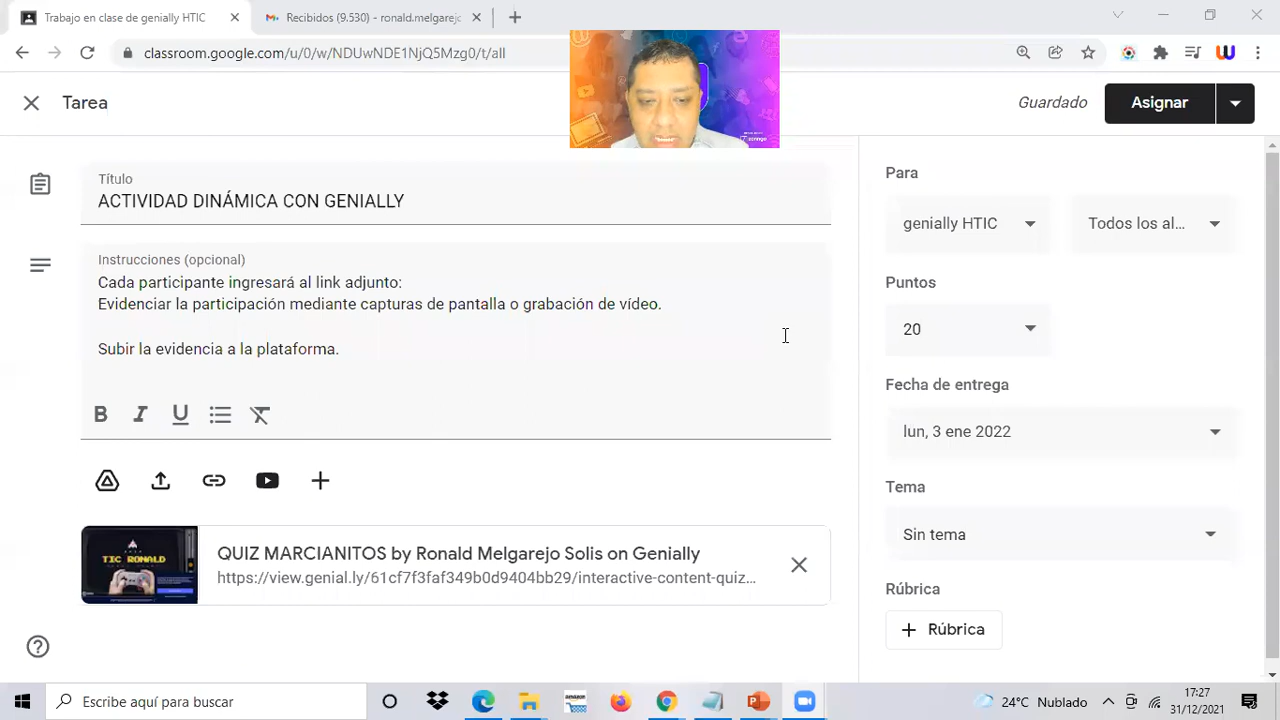 Trabajo en clase de genially HTIC
Recibidos (9.530) - ronald.melgarejo
classroom.google.com/u/0/w/NDUwNDE1NjQ5Mzg0/t/all
Tarea
Guardado
Asignar
Título
ACTIVIDAD DINÁMICA CON GENIALLY
Instrucciones (opcional)
Cada participante ingresará al link adjunto:
Evidenciar la participación mediante capturas de pantalla o grabación de vídeo.
Subir la evidencia a la plataforma.
B I U
TIC RONALD
QUIZ MARCIANITOS by Ronald Melgarejo Solis on Genially
https://view.genial.ly/61cf7f3faf349b0d9404bb29/interactive-content-quiz...
Para
genially HTIC
Todos los al...
Puntos
20
Fecha de entrega
lun, 3 ene 2022
Tema
Sin tema
Rúbrica
+ Rúbrica
Escribe aquí para buscar
24°C Nublado
17:27
31/12/2021